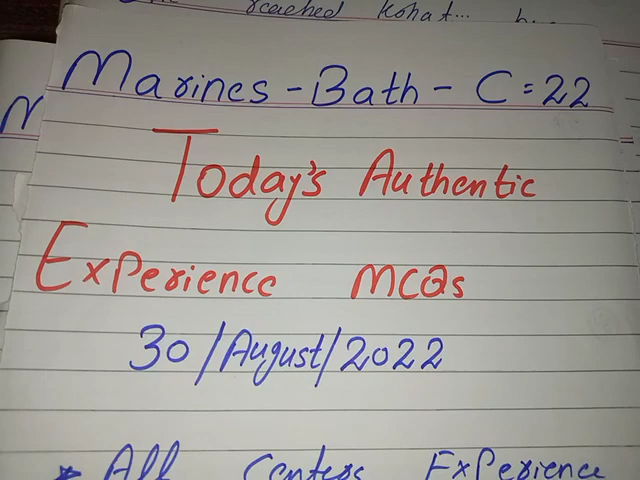 reached Kohat...
Marines - Bath - C = 22
Today's Authentic
Experience MCQs
30/August/2022
* All Centers Experience